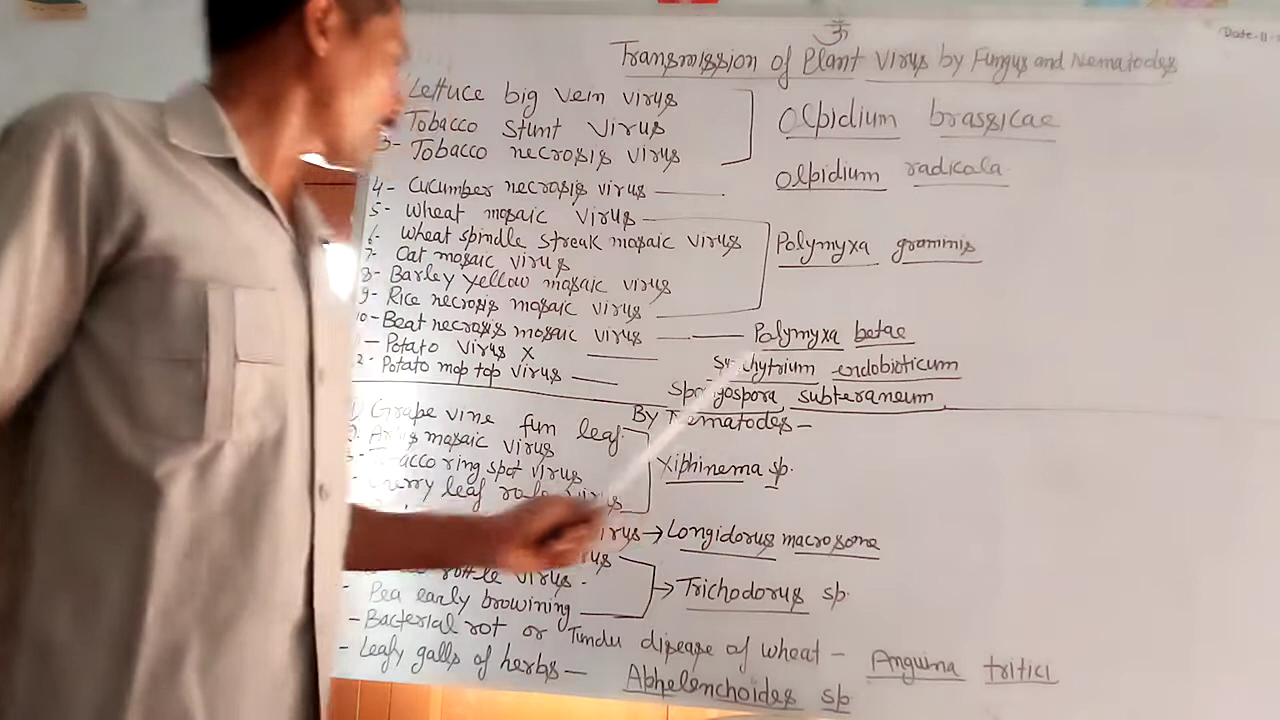 ॐ
Date-11-
Transmission of Plant Virus by Fungus and Nematodes
Lettuce big vein virus
Tobacco Stunt Virus
3- Tobacco necrosis virus
Olpidium brassicae
4- Cucumber necrosis virus
Olpidium radicala
5- Wheat mosaic virus
6- Wheat spindle streak mosaic virus
7- Oat mosaic virus
8- Barley yellow mosaic virus
9- Rice necrosis mosaic virus
Polymyxa graminis
10- Beat necrosis mosaic virus — Polymyxa betae
- Potato virus X — endobioticum
2- Potato mop top virus — subteraneum
By Nematodes-
1) Grape vine fun leaf
mosaic virus
ring spot virus
leaf virus
Xiphinema sp.
→ Longidorus macrosoma
virus -
- Pea early browining
→ Trichodorus sp.
- Bacterial rot or Tundu disease of wheat - Anguina tritici
- Leafy galls of herbs - Aphelenchoides sp